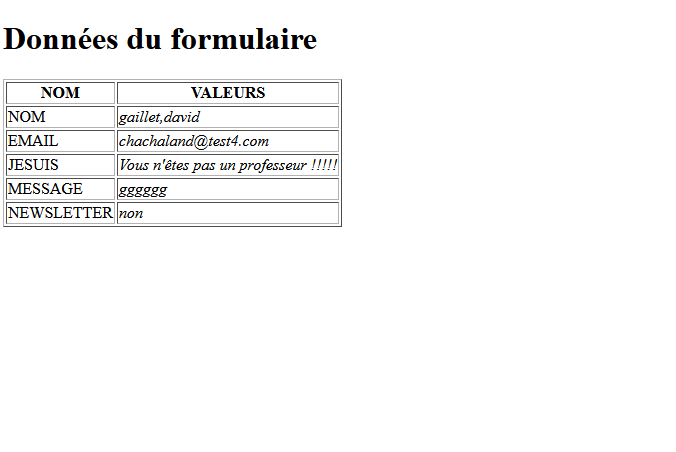 Données du formulaire
NOM VALEURS
NOM gaillet,david
EMAIL chachaland@test4.com
JESUIS Vous n'êtes pas un professeur !!!!!
MESSAGE gggggg
NEWSLETTER non